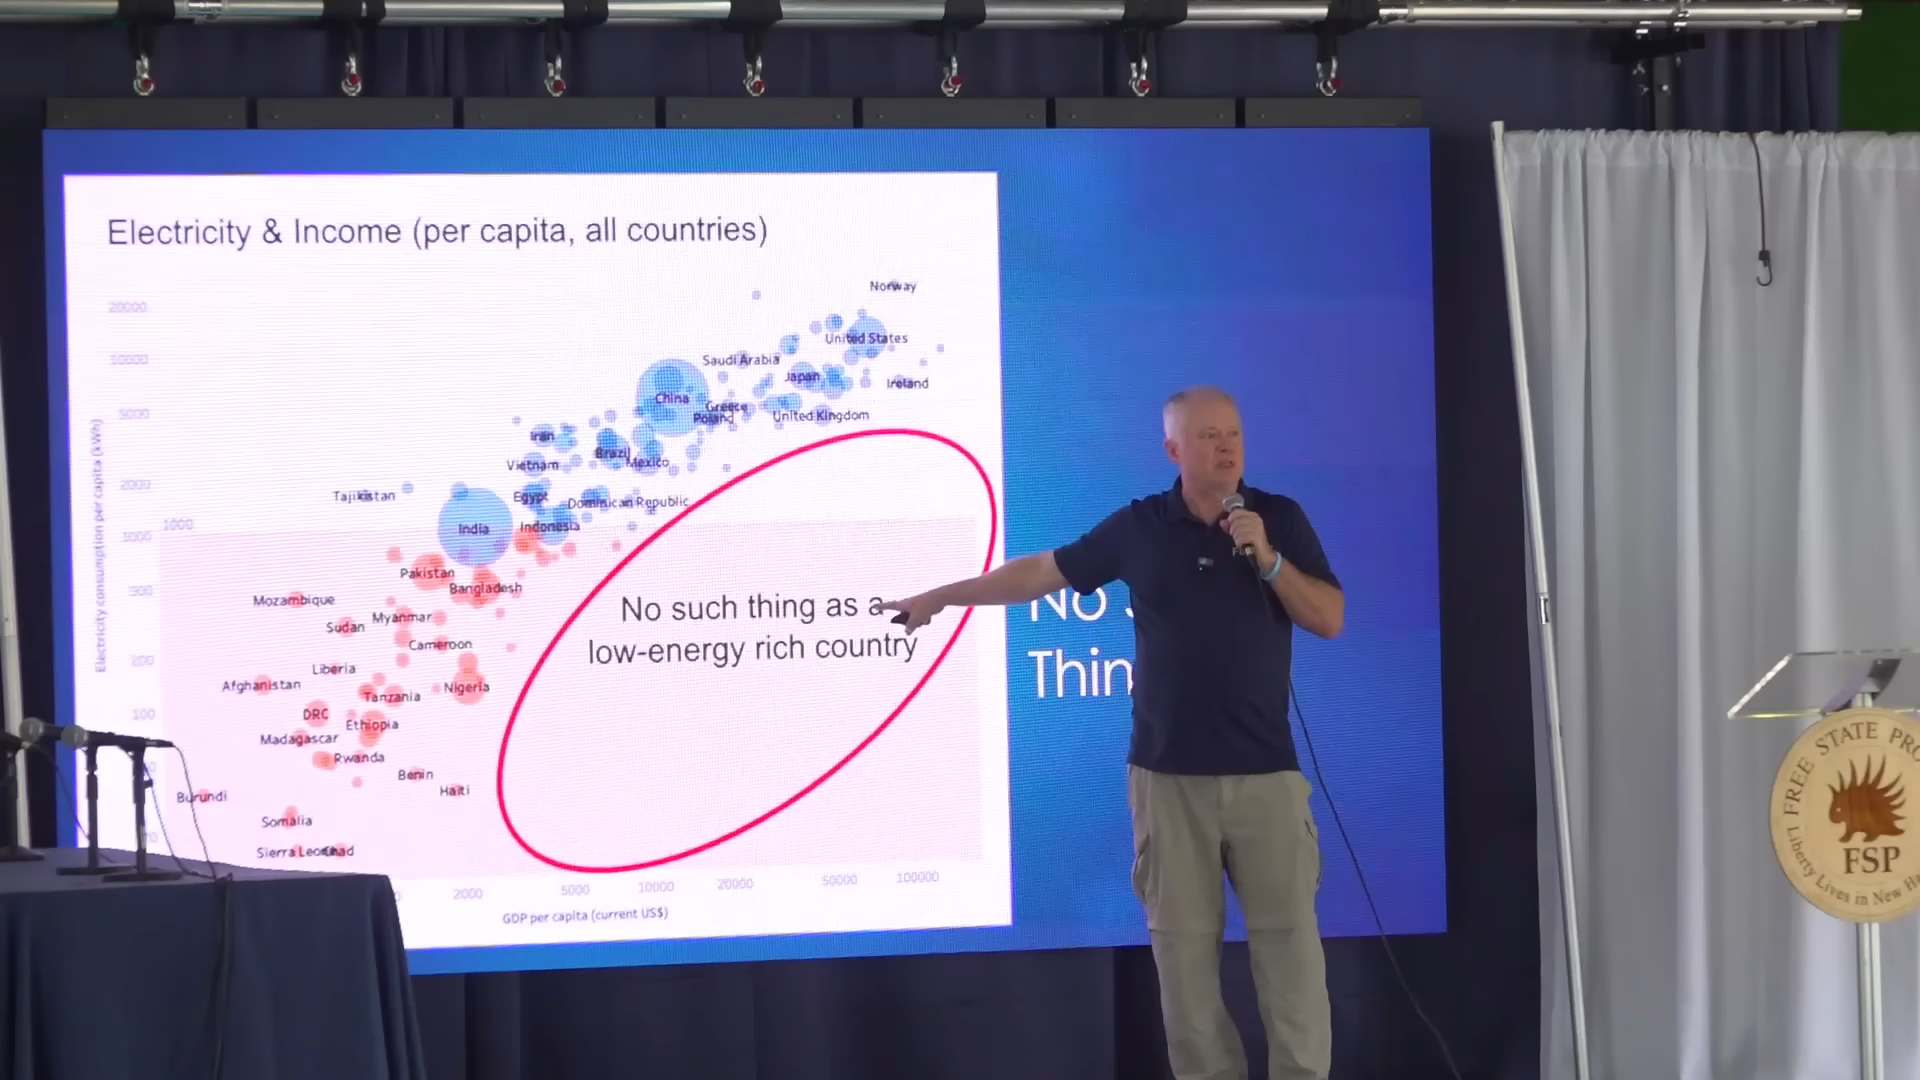 Electricity & Income (per capita, all countries)
Norway
20000
United States
10000
Saudi Arabia
Japan
Ireland
China
Greece
Poland
United Kingdom
5000
Iran
Brazil
Mexico
Vietnam
2000
Tajikistan
Egypt
Dominican Republic
India
Indonesia
1000
1000
Pakistan
Bangladesh
500
Mozambique
Myanmar
Sudan
Cameroon
200
Liberia
Afghanistan
Nigeria
Tanzania
100
DRC
Ethiopia
Madagascar
Rwanda
Benin
Haiti
Burundi
Somalia
Sierra Leone
Chad
No such thing as a
low-energy rich country
2000
5000
10000
20000
50000
100000
GDP per capita (current US$)
Electricity consumption per capita (kWh)
No
Thin
FREE STATE PRO
FSP
Liberty Lives in New Ha